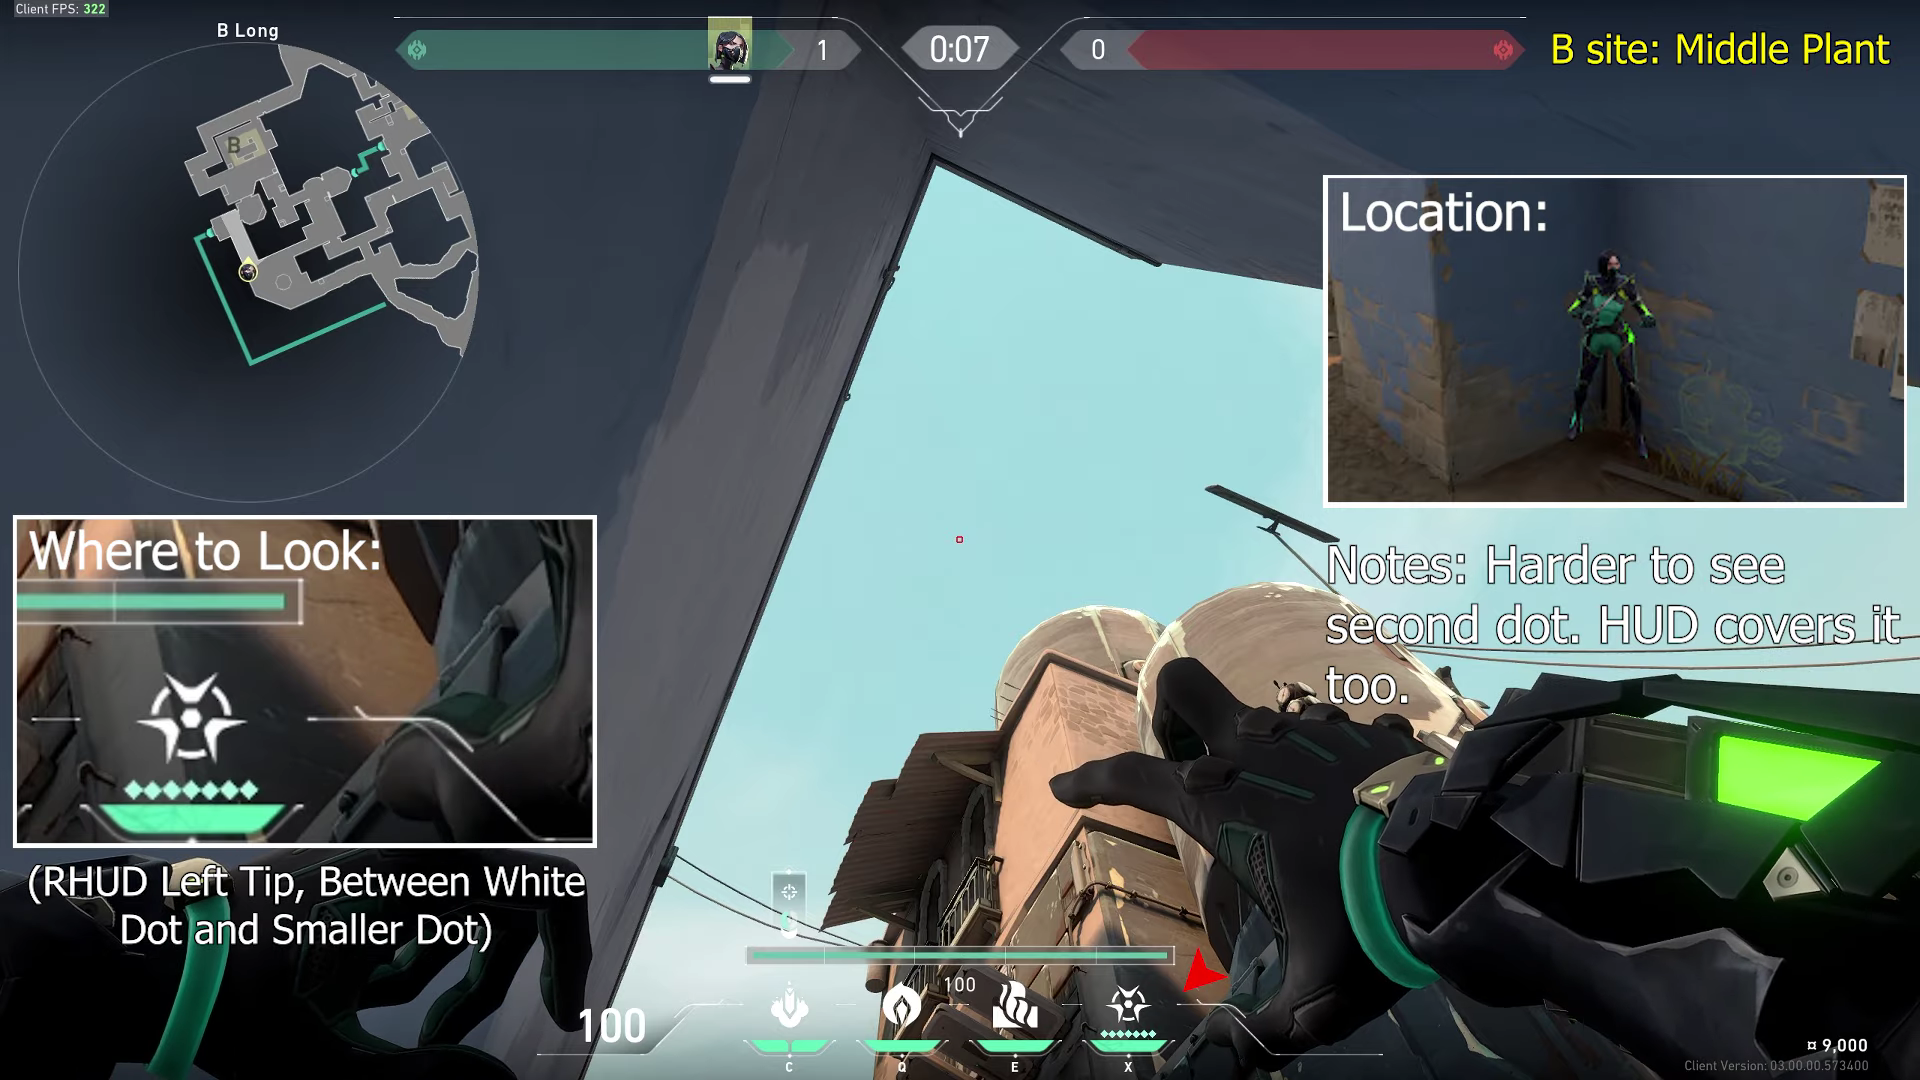 Client FPS: 322
B Long
1
0:07
0
B site: Middle Plant
B
Location:
Where to Look:
Notes: Harder to see
second dot. HUD covers it
too.
(RHUD Left Tip, Between White
Dot and Smaller Dot)
100
100
C
Q
E
X
¤ 9,000
Client Version: 03.00.00.573400